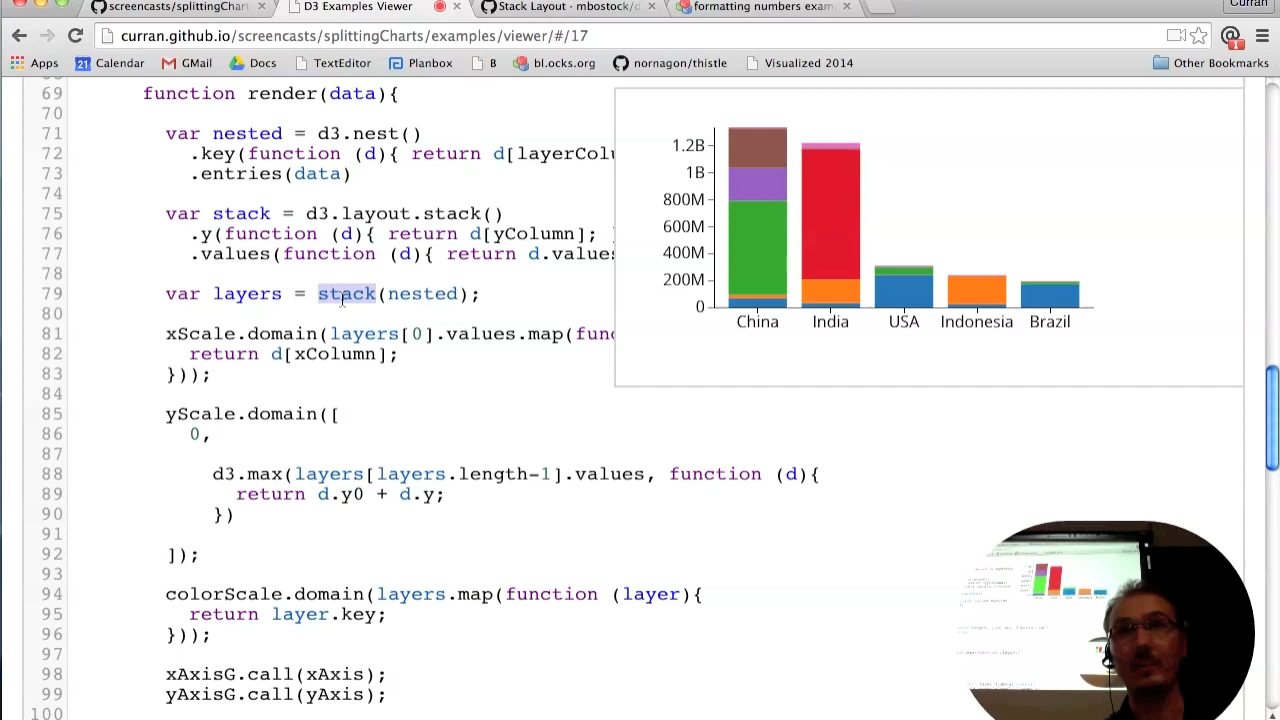 screencasts/splittingChart
D3 Examples Viewer
Stack Layout · mbostock/d
formatting numbers exam
Curran
curran.github.io/screencasts/splittingCharts/examples/viewer/#/17
Apps
21 Calendar
GMail
Docs
TextEditor
Planbox
B
blocks.org
nornagon/thing
Visualized 2014
Other Bookmarks
69 function render(data){
70
71 var nested = d3.nest()
72 .key(function (d){ return d[layerColu
73 .entries(data)
74
75 var stack = d3.layout.stack()
76 .y(function (d){ return d[yColumn];
77 .values(function (d){ return d.values
78
79 var layers = stack(nested);
80
81 xScale.domain(layers[0].values.map(func
82 return d[xColumn];
83 }));
84
85 yScale.domain([
86 0,
87
88 d3.max(layers[layers.length-1].values, function (d){
89 return d.y0 + d.y;
90 })
91
92 ]);
93
94 colorScale.domain(layers.map(function (layer){
95 return layer.key;
96 }));
97
98 xAxisG.call(xAxis);
99 yAxisG.call(yAxis);
1.2B
1B
800M
600M
400M
200M
0
China
India
USA
Indonesia
Brazil